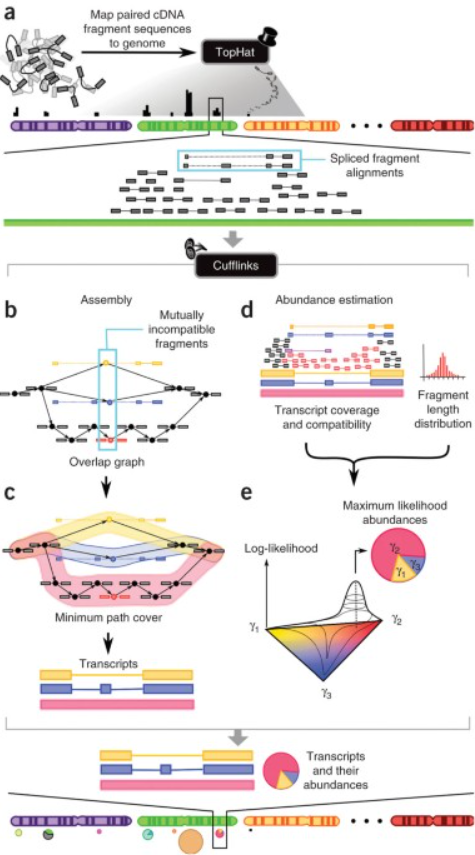 a
Map paired cDNA
fragment sequences
to genome
TopHat
Spliced fragment
alignments
Cufflinks
b
Assembly
Mutually
incompatible
fragments
Overlap graph
c
Minimum path cover
Transcripts
d
Abundance estimation
Transcript coverage
and compatibility
Fragment
length
distribution
e
Maximum likelihood
abundances
Log-likelihood
γ2
γ1
γ3
γ1
γ2
γ3
Transcripts
and their
abundances